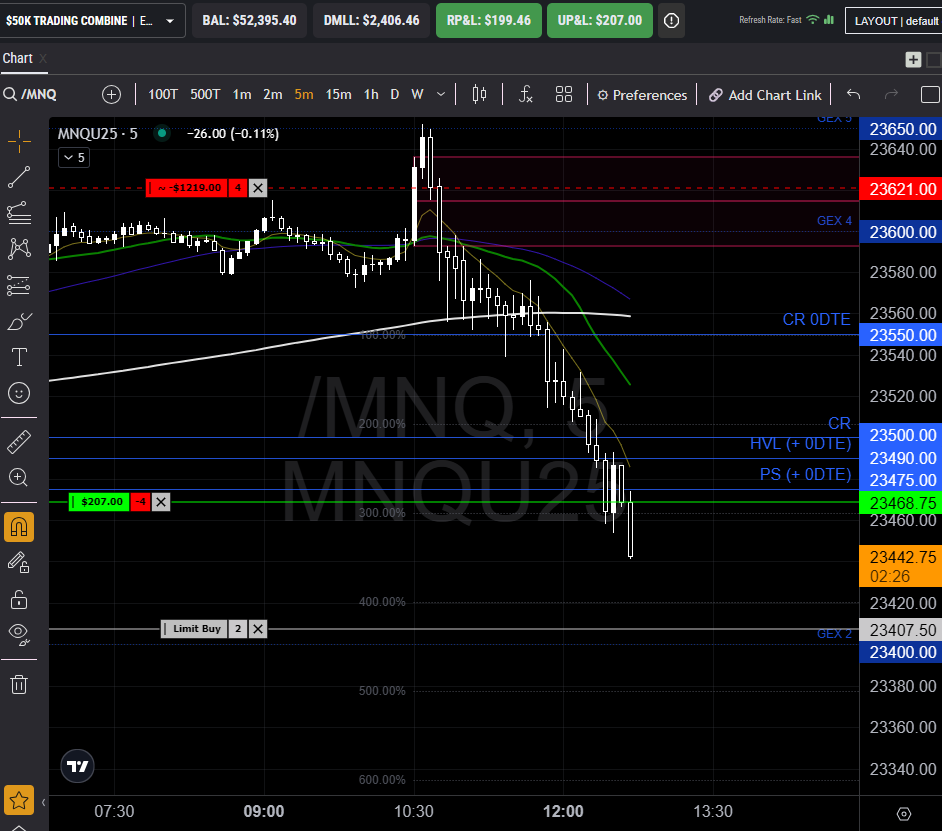 $50K TRADING COMBINE | E...
BAL: $52,395.40
DMLL: $2,406.46
RP&L: $199.46
UP&L: $207.00
Refresh Rate: Fast
LAYOUT | default
Chart X
/MNQ
100T 500T 1m 2m 5m 15m 1h D W
Preferences
Add Chart Link
MNQU25 · 5 −26.00 (−0.11%)
5
GEX 5
23650.00
23640.00
~ -$1219.00 4 X
23621.00
GEX 4
23600.00
23580.00
23560.00
CR 0DTE
100.00%
23550.00
23540.00
/MNQ, 5
MNQU25
23520.00
CR
200.00%
23500.00
HVL (+ 0DTE)
23490.00
PS (+ 0DTE)
23475.00
$207.00 -4 X
23468.75
300.00%
23460.00
23442.75
02:26
400.00%
23420.00
Limit Buy 2 X
23407.50
GEX 2
23400.00
500.00%
23380.00
23360.00
23340.00
600.00%
07:30 09:00 10:30 12:00 13:30